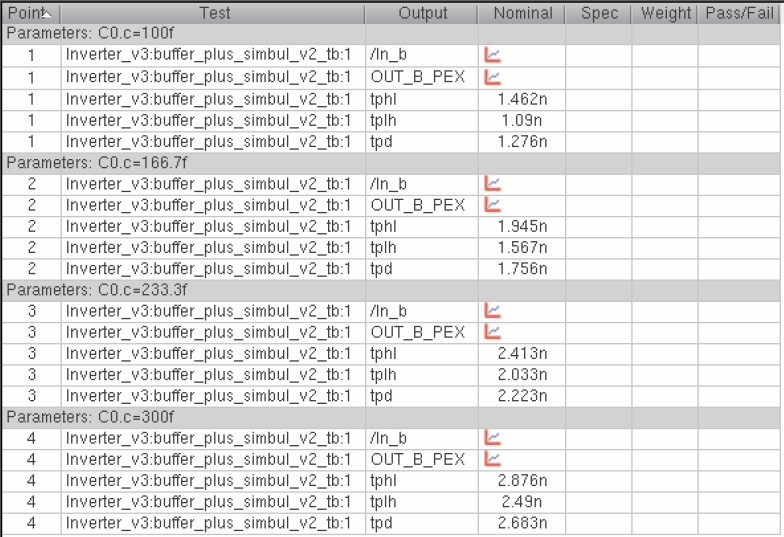 Point Test Output Nominal Spec Weight Pass/Fail
Parameters: C0.c=100f
1 Inverter_v3:buffer_plus_simbul_v2_tb:1 /In_b
1 Inverter_v3:buffer_plus_simbul_v2_tb:1 OUT_B_PEX
1 Inverter_v3:buffer_plus_simbul_v2_tb:1 tphl 1.462n
1 Inverter_v3:buffer_plus_simbul_v2_tb:1 tplh 1.09n
1 Inverter_v3:buffer_plus_simbul_v2_tb:1 tpd 1.276n
Parameters: C0.c=166.7f
2 Inverter_v3:buffer_plus_simbul_v2_tb:1 /In_b
2 Inverter_v3:buffer_plus_simbul_v2_tb:1 OUT_B_PEX
2 Inverter_v3:buffer_plus_simbul_v2_tb:1 tphl 1.945n
2 Inverter_v3:buffer_plus_simbul_v2_tb:1 tplh 1.567n
2 Inverter_v3:buffer_plus_simbul_v2_tb:1 tpd 1.756n
Parameters: C0.c=233.3f
3 Inverter_v3:buffer_plus_simbul_v2_tb:1 /In_b
3 Inverter_v3:buffer_plus_simbul_v2_tb:1 OUT_B_PEX
3 Inverter_v3:buffer_plus_simbul_v2_tb:1 tphl 2.413n
3 Inverter_v3:buffer_plus_simbul_v2_tb:1 tplh 2.033n
3 Inverter_v3:buffer_plus_simbul_v2_tb:1 tpd 2.223n
Parameters: C0.c=300f
4 Inverter_v3:buffer_plus_simbul_v2_tb:1 /In_b
4 Inverter_v3:buffer_plus_simbul_v2_tb:1 OUT_B_PEX
4 Inverter_v3:buffer_plus_simbul_v2_tb:1 tphl 2.876n
4 Inverter_v3:buffer_plus_simbul_v2_tb:1 tplh 2.49n
4 Inverter_v3:buffer_plus_simbul_v2_tb:1 tpd 2.683n